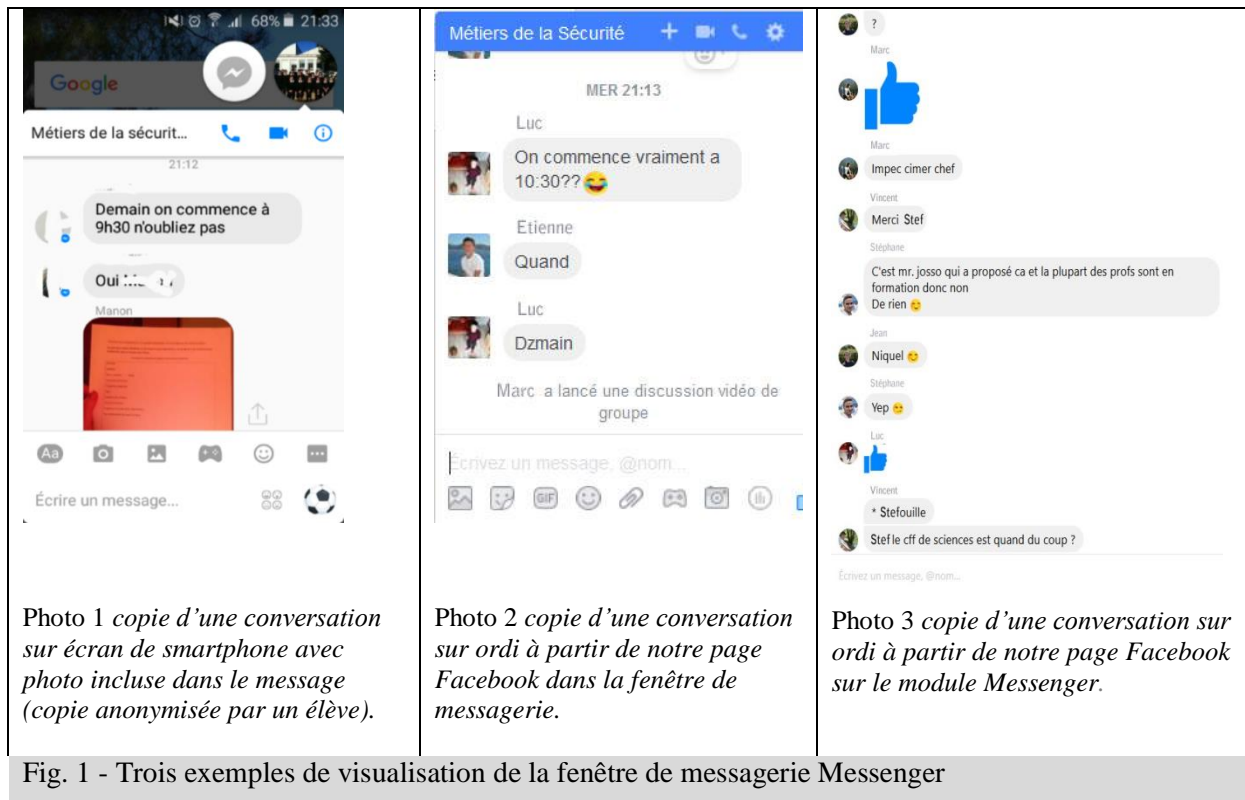 68% 21:33
Google
Métiers de la sécurit...
21:12
Demain on commence à
9h30 n'oubliez pas
Oui
Manon
Aa
Écrire un message...
Photo 1 copie d'une conversation
sur écran de smartphone avec
photo incluse dans le message
(copie anonymisée par un élève).
Métiers de la Sécurité
MER 21:13
Luc
On commence vraiment a
10:30??😂
Etienne
Quand
Luc
Dzmain
Marc a lancé une discussion vidéo de
groupe
Écrivez un message, @nom...
GIF
Photo 2 copie d'une conversation
sur ordi à partir de notre page
Facebook dans la fenêtre de
messagerie.
?
Marc
Marc
Impec cimer chef
Vincent
Merci Stef
Stéphane
C'est mr. josso qui a proposé ca et la plupart des profs sont en
formation donc non
De rien 😏
Jean
Niquel 😏
Stéphane
Yep 😏
Luc
Vincent
* Stefouille
Stef le cff de sciences est quand du coup ?
Écrivez un message, @nom...
Photo 3 copie d'une conversation sur
ordi à partir de notre page Facebook
sur le module Messenger.
Fig. 1 - Trois exemples de visualisation de la fenêtre de messagerie Messenger